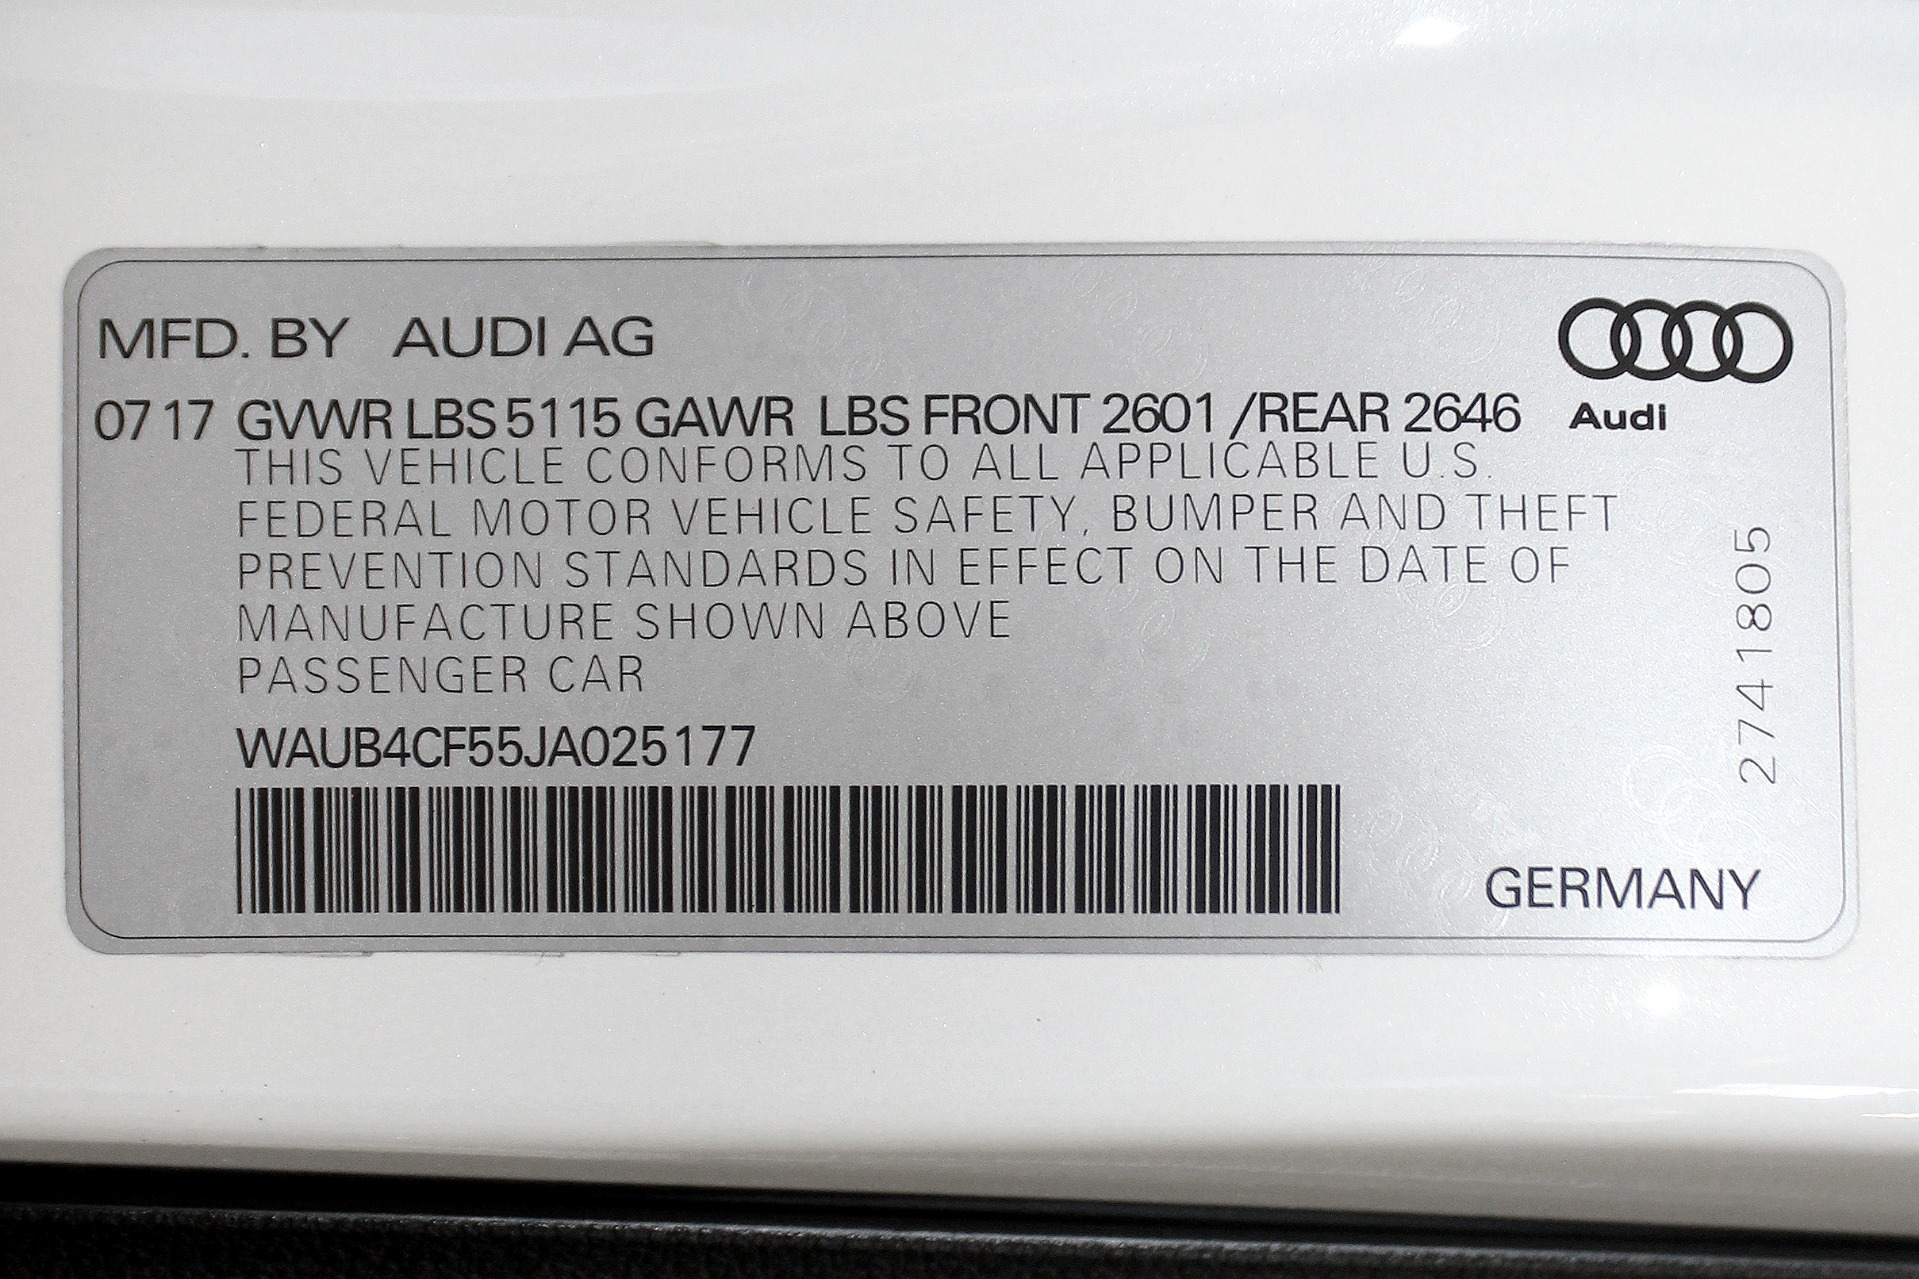 MFD. BY AUDI AG
07 17 GVWR LBS 5115 GAWR LBS FRONT 2601 /REAR 2646
Audi
THIS VEHICLE CONFORMS TO ALL APPLICABLE U.S.
FEDERAL MOTOR VEHICLE SAFETY, BUMPER AND THEFT
PREVENTION STANDARDS IN EFFECT ON THE DATE OF
MANUFACTURE SHOWN ABOVE
PASSENGER CAR
WAUB4CF55JA025177
2741805
GERMANY